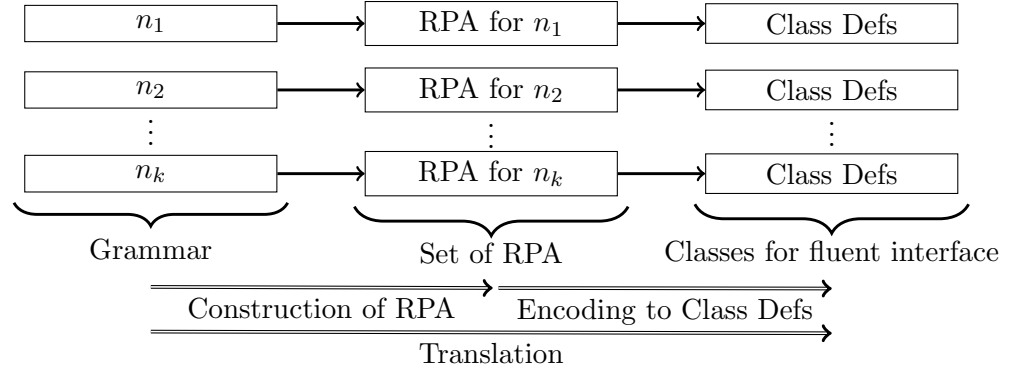 n₁ RPA for n₁ Class Defs
n₂ RPA for n₂ Class Defs
⋮ ⋮ ⋮
nₖ RPA for nₖ Class Defs
Grammar Set of RPA Classes for fluent interface
Construction of RPA Encoding to Class Defs
Translation